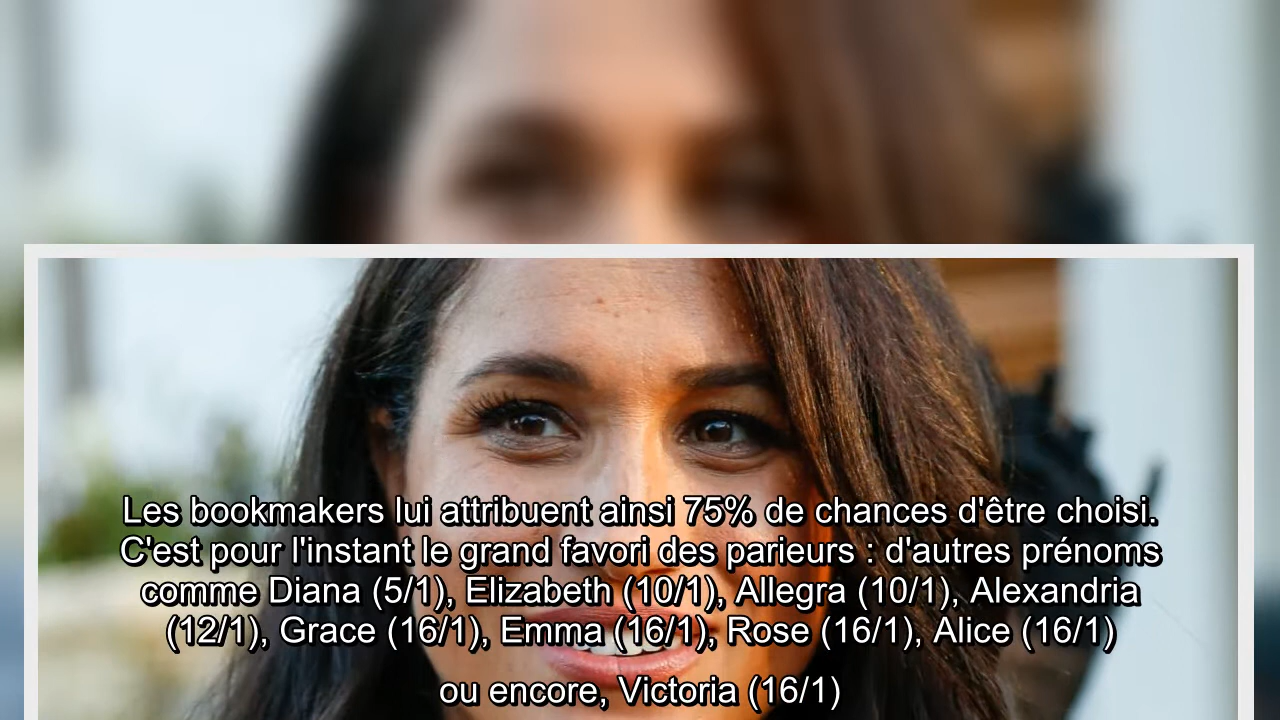 Les bookmakers lui attribuent ainsi 75% de chances d'être choisi.
C'est pour l'instant le grand favori des parieurs : d'autres prénoms
comme Diana (5/1), Elizabeth (10/1), Allegra (10/1), Alexandria
(12/1), Grace (16/1), Emma (16/1), Rose (16/1), Alice (16/1)
ou encore, Victoria (16/1)